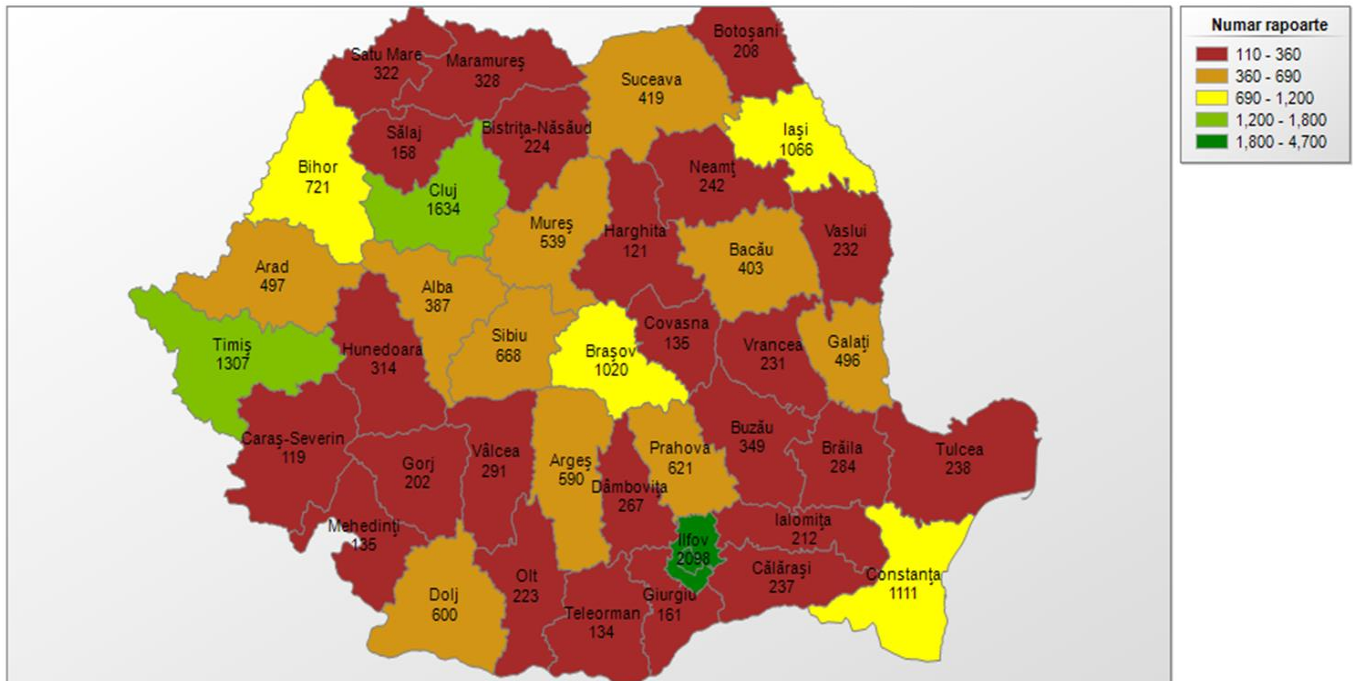 Numar rapoarte
110 - 360
360 - 690
690 - 1,200
1,200 - 1,800
1,800 - 4,700
Botoşani
208
Satu Mare
322
Maramureş
328
Suceava
419
Iaşi
1066
Sălaj
158
Bistriţa-Năsăud
224
Bihor
721
Neamţ
242
Cluj
1634
Mureş
539
Harghita
121
Vaslui
232
Bacău
403
Arad
497
Alba
387
Covasna
135
Sibiu
668
Braşov
1020
Timiş
1307
Hunedoara
314
Vrancea
231
Galaţi
496
Caraş-Severin
119
Gorj
202
Vâlcea
291
Argeş
590
Prahova
621
Buzău
349
Brăila
284
Tulcea
238
Dâmboviţa
267
Mehedinţi
135
Ialomiţa
212
Ilfov
2098
Călăraşi
237
Constanţa
1111
Dolj
600
Olt
223
Teleorman
134
Giurgiu
161